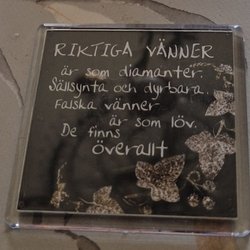 RIKTIGA VÄNNER
är som diamanter.
Sällsynta och dyrbara.
Falska vänner
är som löv.
De finns
överallt